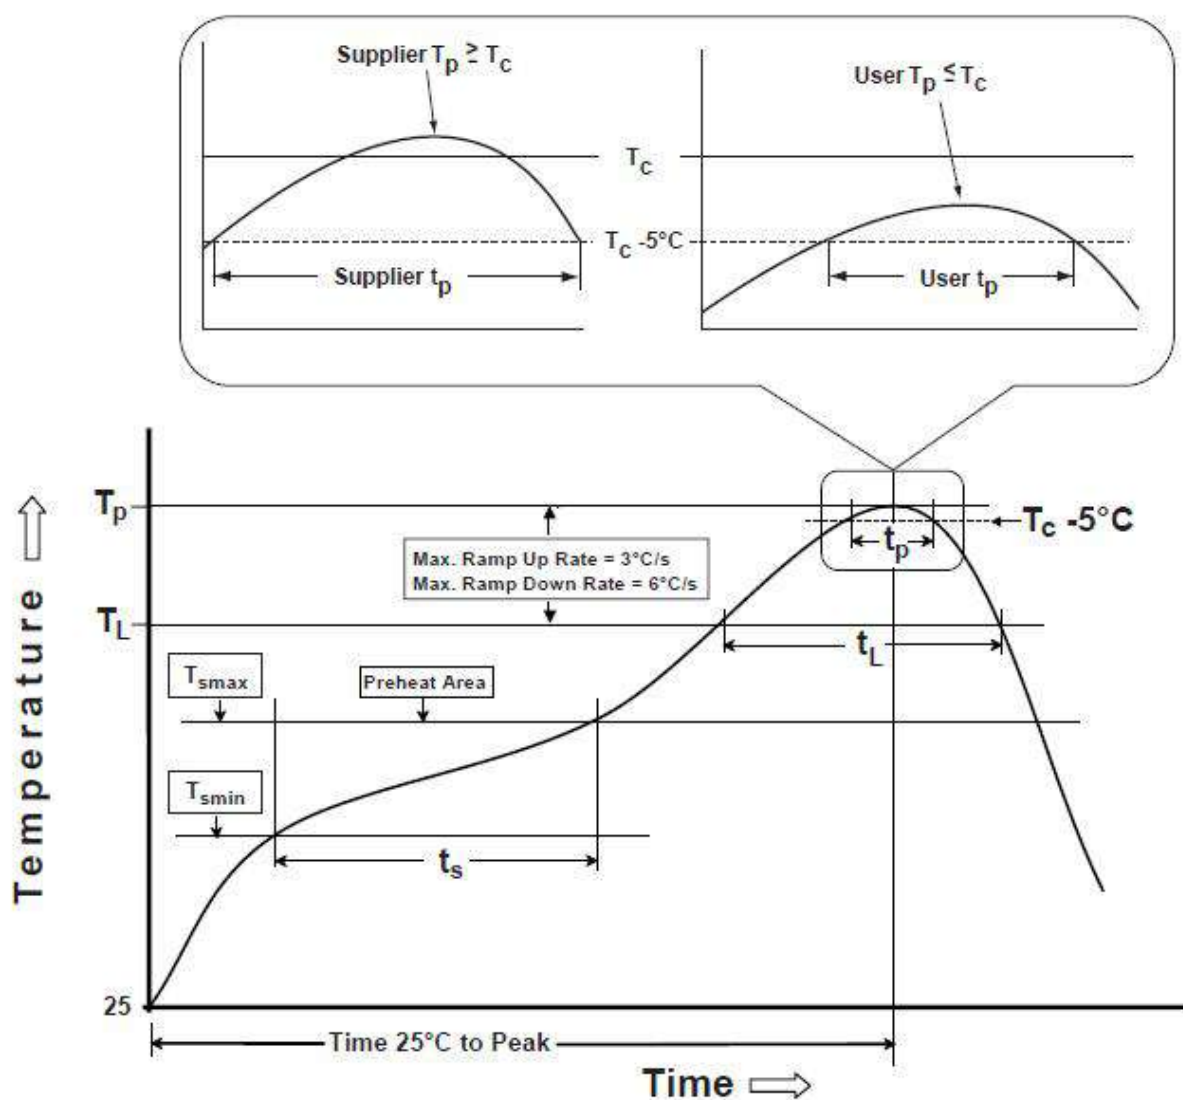 Supplier Tp ≥ Tc
User Tp ≤ Tc
Tc
Tc -5°C
Supplier tp
User tp
Tp
Tc -5°C
tp
Max. Ramp Up Rate = 3°C/s
Max. Ramp Down Rate = 6°C/s
TL
tL
Tsmax
Preheat Area
Tsmin
ts
Temperature
25
Time 25°C to Peak
Time